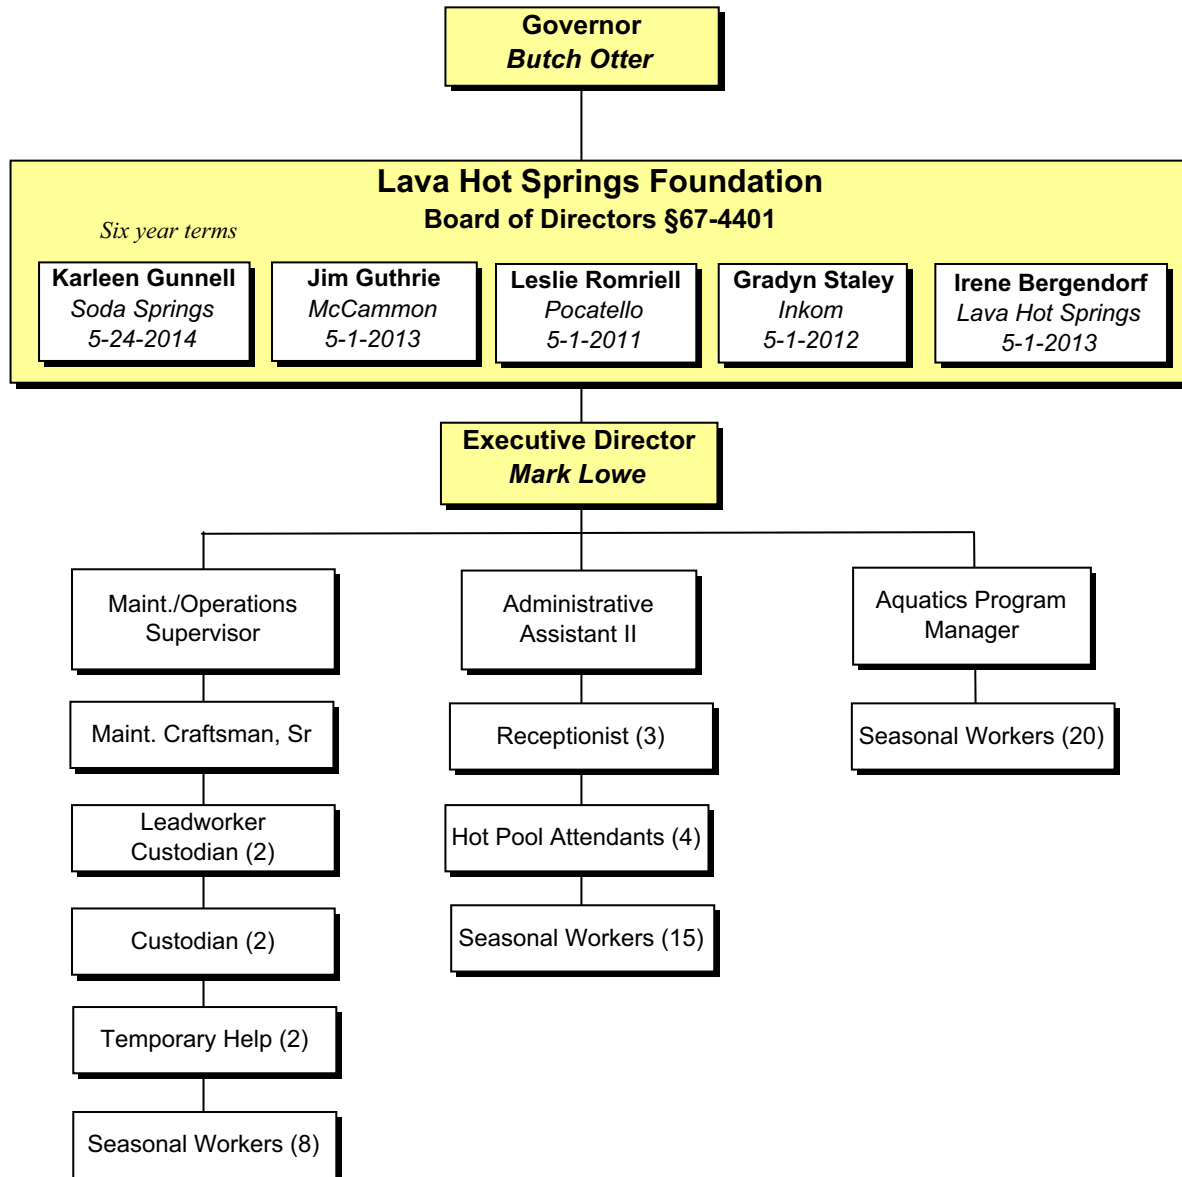 Governor
Butch Otter
Lava Hot Springs Foundation
Board of Directors §67-4401
Six year terms
Karleen Gunnell
Soda Springs
5-24-2014
Jim Guthrie
McCammon
5-1-2013
Leslie Romriell
Pocatello
5-1-2011
Gradyn Staley
Inkom
5-1-2012
Irene Bergendorf
Lava Hot Springs
5-1-2013
Executive Director
Mark Lowe
Maint./Operations
Supervisor
Maint. Craftsman, Sr
Leadworker
Custodian (2)
Custodian (2)
Temporary Help (2)
Seasonal Workers (8)
Administrative
Assistant II
Receptionist (3)
Hot Pool Attendants (4)
Seasonal Workers (15)
Aquatics Program
Manager
Seasonal Workers (20)